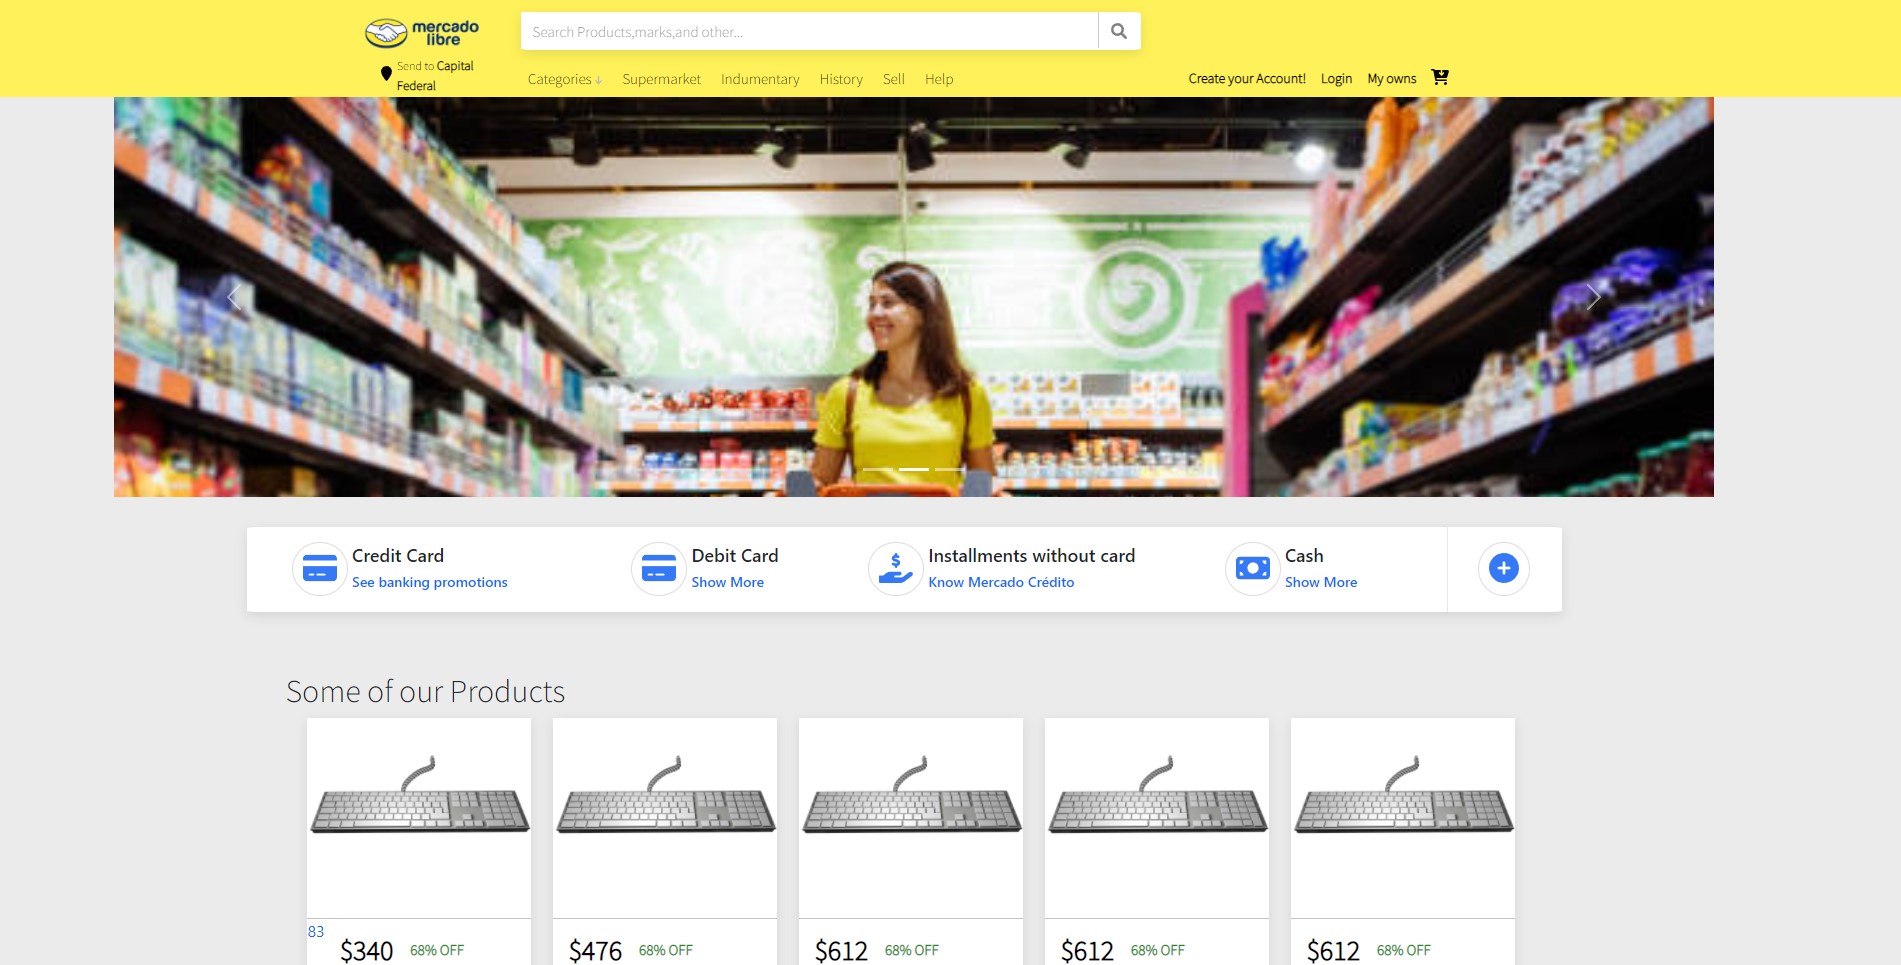 mercado
libre
Search Products,marks,and other...
Send to Capital
Federal
Categories ↓ Supermarket Indumentary History Sell Help
Create your Account! Login My owns
Credit Card
See banking promotions
Debit Card
Show More
Installments without card
Know Mercado Crédito
Cash
Show More
Some of our Products
83
$340 68% OFF
$476 68% OFF
$612 68% OFF
$612 68% OFF
$612 68% OFF